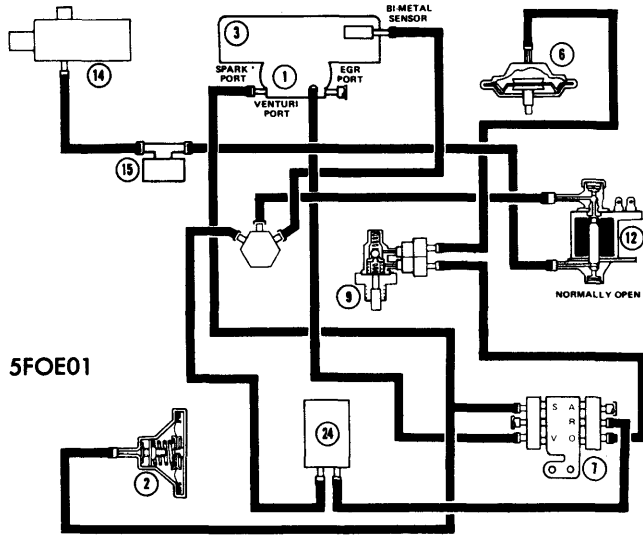 BI-METAL
SENSOR
3
6
14
SPARK
PORT
1
EGR
PORT
VENTURI
PORT
15
12
9
NORMALLY OPEN
5FOE01
S A
R
V O
24
2
7